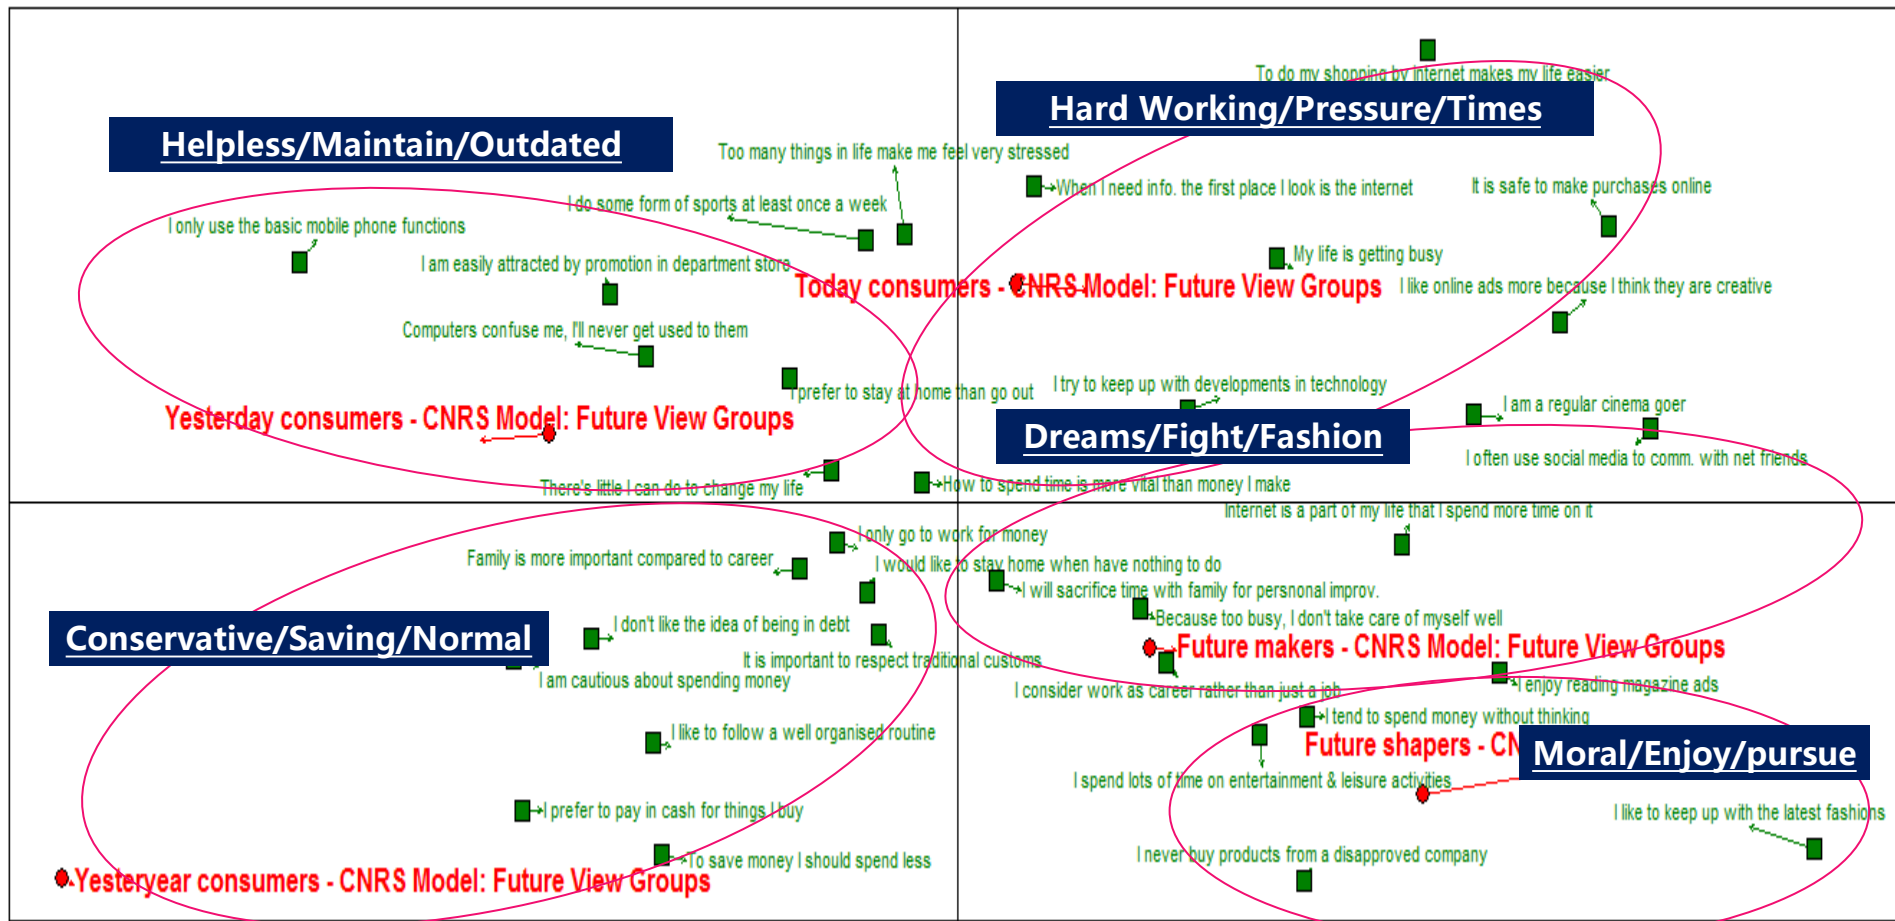 To do my shopping by internet makes my life easier
Hard Working/Pressure/Times
Helpless/Maintain/Outdated
Too many things in life make me feel very stressed
When I need info. the first place I look is the internet
It is safe to make purchases online
I do some form of sports at least once a week
I only use the basic mobile phone functions
My life is getting busy
I am easily attracted by promotion in department store
Today consumers - CNRS Model: Future View Groups
I like online ads more because I think they are creative
Computers confuse me, I'll never get used to them
I prefer to stay at home than go out
I try to keep up with developments in technology
I am a regular cinema goer
Yesterday consumers - CNRS Model: Future View Groups
Dreams/Fight/Fashion
I often use social media to comm. with net friends
There's little I can do to change my life
How to spend time is more vital than money I make
Internet is a part of my life that I spend more time on it
I only go to work for money
Family is more important compared to career
I would like to stay home when have nothing to do
I will sacrifice time with family for persnonal improv.
Because too busy, I don't take care of myself well
I don't like the idea of being in debt
Conservative/Saving/Normal
Future makers - CNRS Model: Future View Groups
It is important to respect traditional customs
I am cautious about spending money
I consider work as career rather than just a job
I enjoy reading magazine ads
I tend to spend money without thinking
I like to follow a well organised routine
Future shapers - CN
Moral/Enjoy/pursue
I spend lots of time on entertainment & leisure activities
I prefer to pay in cash for things I buy
I like to keep up with the latest fashions
I never buy products from a disapproved company
To save money I should spend less
Yesteryear consumers - CNRS Model: Future View Groups